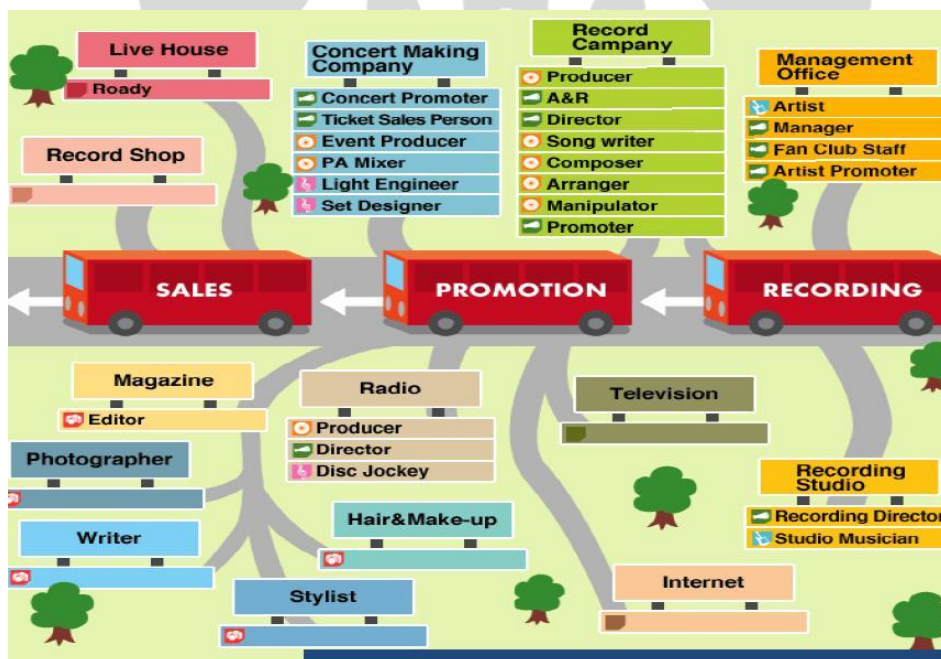 Live House
Roady
Record Shop
Concert Making
Company
Concert Promoter
Ticket Sales Person
Event Producer
PA Mixer
Light Engineer
Set Designer
Record
Campany
Producer
A&R
Director
Song writer
Composer
Arranger
Manipulator
Promoter
Management
Office
Artist
Manager
Fan Club Staff
Artist Promoter
SALES
PROMOTION
RECORDING
Magazine
Editor
Photographer
Writer
Stylist
Radio
Producer
Director
Disc Jockey
Hair&Make-up
Television
Internet
Recording
Studio
Recording Director
Studio Musician